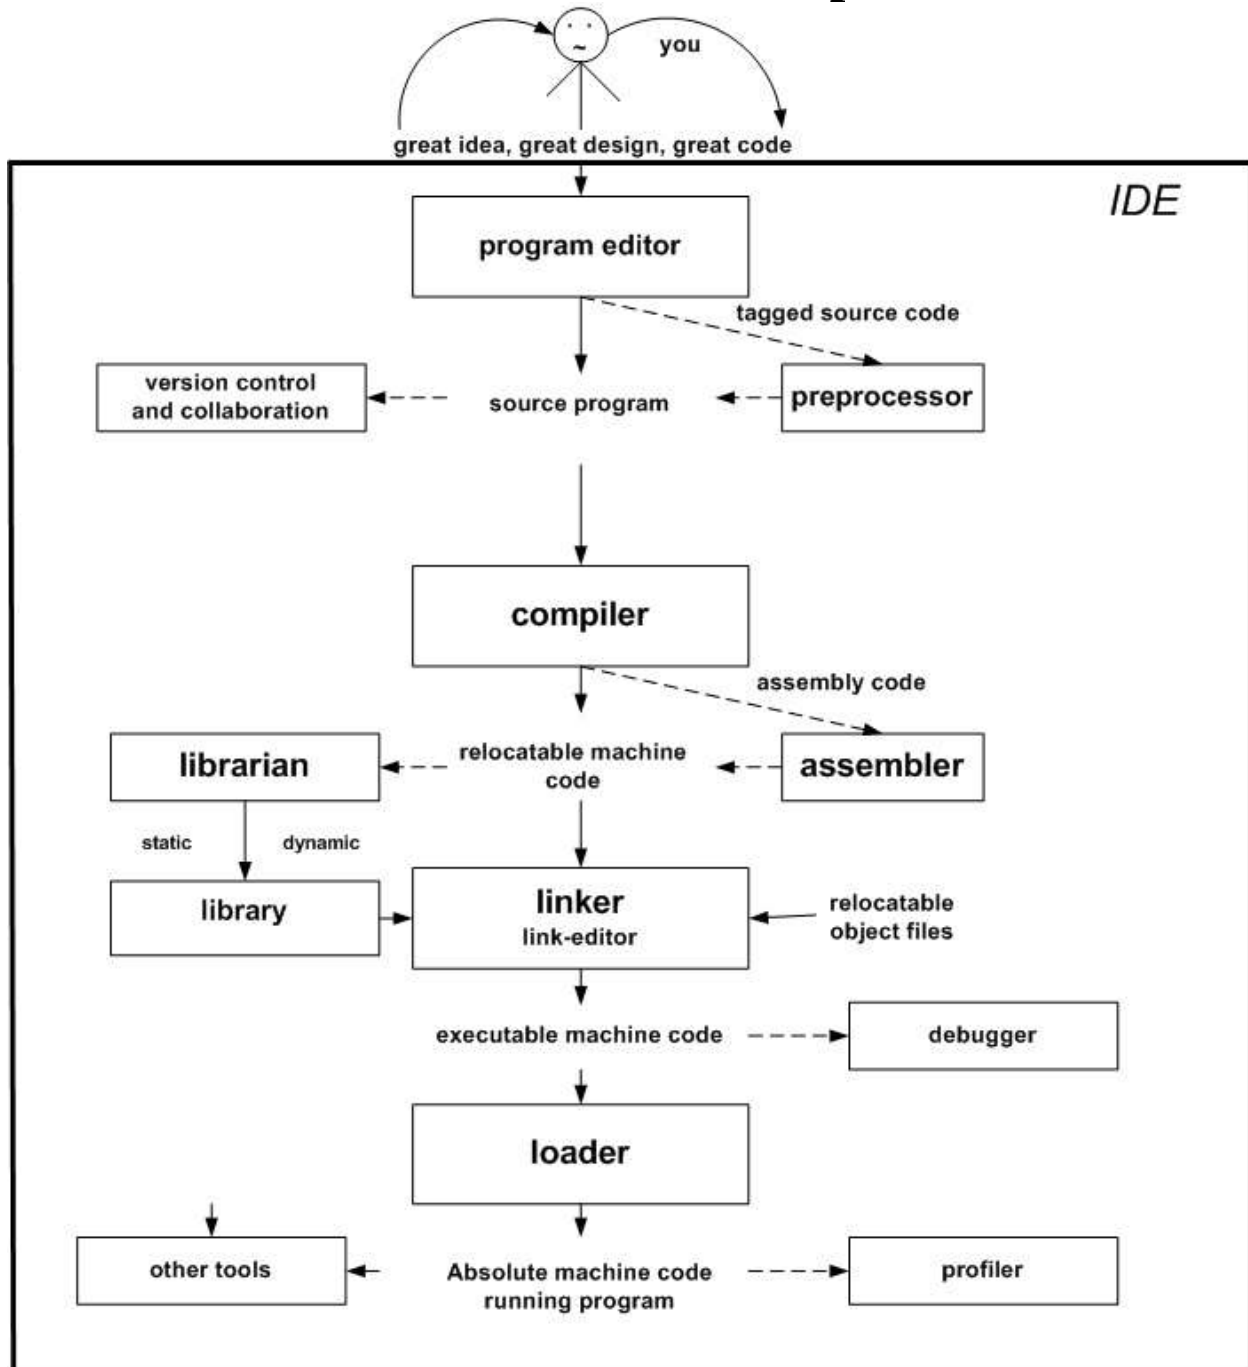 you
great idea, great design, great code
IDE
program editor
tagged source code
version control
and collaboration
source program
preprocessor
compiler
assembly code
librarian
relocatable machine
code
assembler
static
dynamic
library
linker
link-editor
relocatable
object files
executable machine code
debugger
loader
other tools
Absolute machine code
running program
profiler